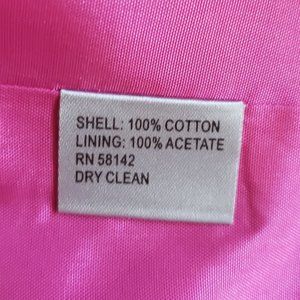 SHELL: 100% COTTON
LINING: 100% ACETATE
RN 58142
DRY CLEAN